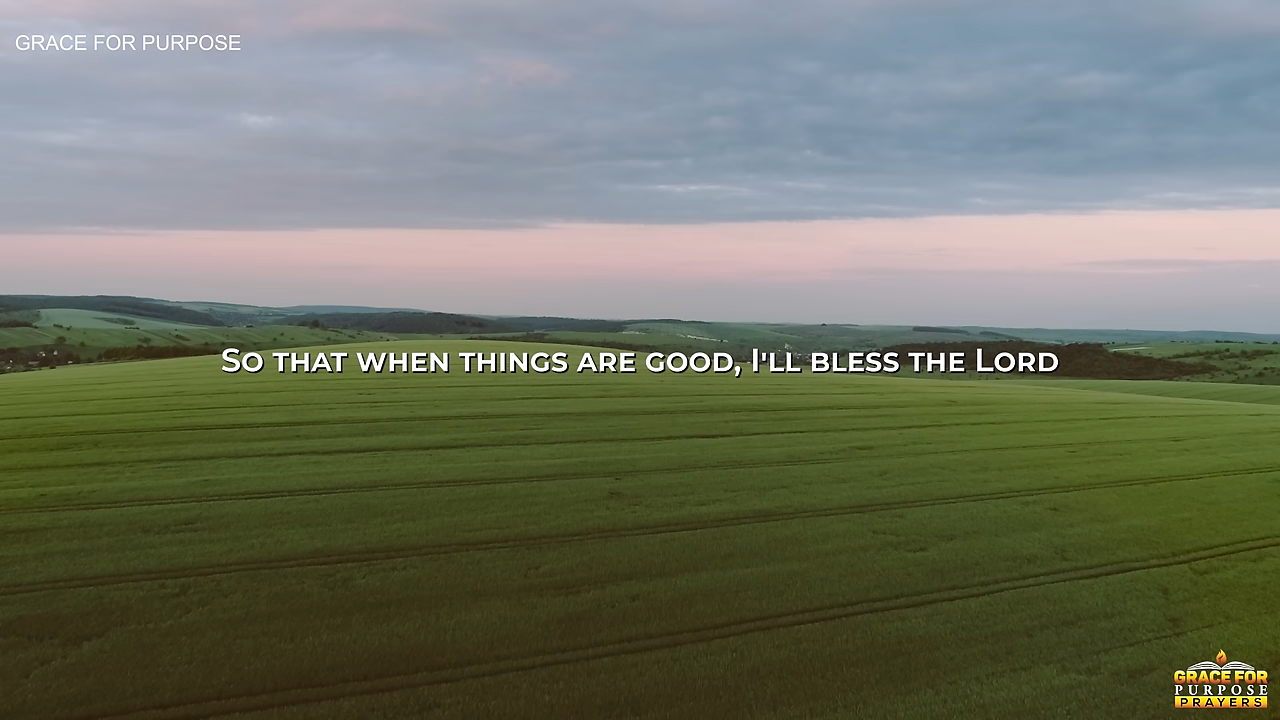 GRACE FOR PURPOSE
So that when things are good, I'll bless the Lord
GRACE FOR
PURPOSE
PRAYERS